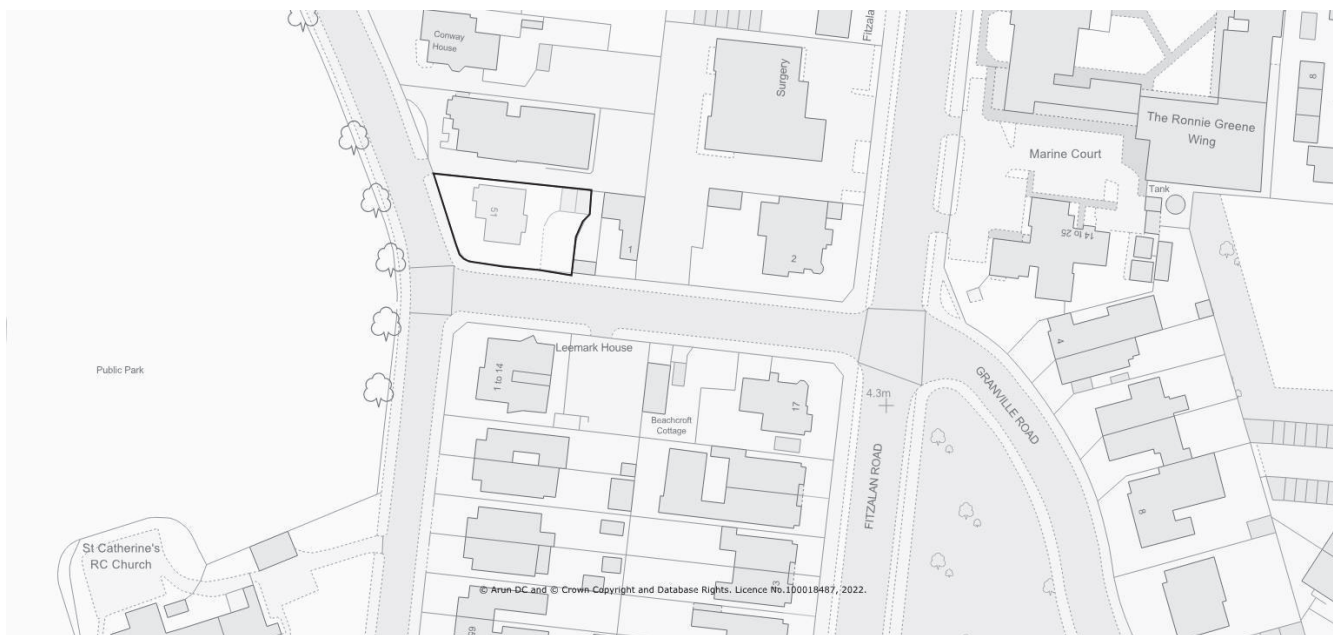 Conway
House
Surgery
Fitzala
8
The Ronnie Greene
Wing
Marine Court
Tank
51
1
2
14 to 25
Leemark House
1 to 14
4
Public Park
4.3m
17
Beachcroft
Cottage
GRANVILLE ROAD
FITZALAN ROAD
8
St Catherine's
RC Church
3
65
© Arun DC and © Crown Copyright and Database Rights. Licence No.100018487, 2022.